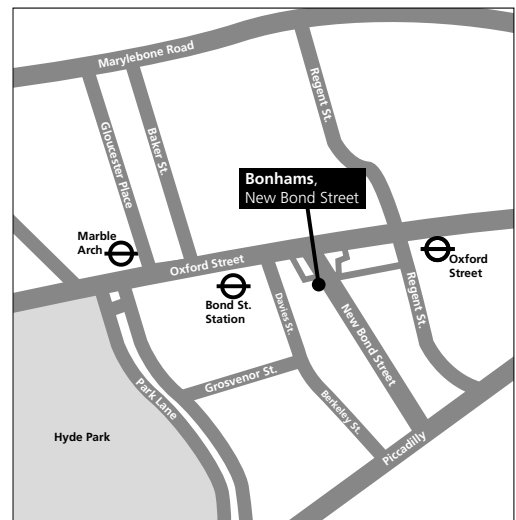 Marylebone Road
Regent St.
Gloucester Place
Baker St.
Bonhams,
New Bond Street
Marble
Arch
Oxford Street
Oxford
Street
Bond St.
Station
Davies St.
New Bond Street
Regent St.
Grosvenor St.
Park Lane
Berkeley St.
Hyde Park
Piccadilly